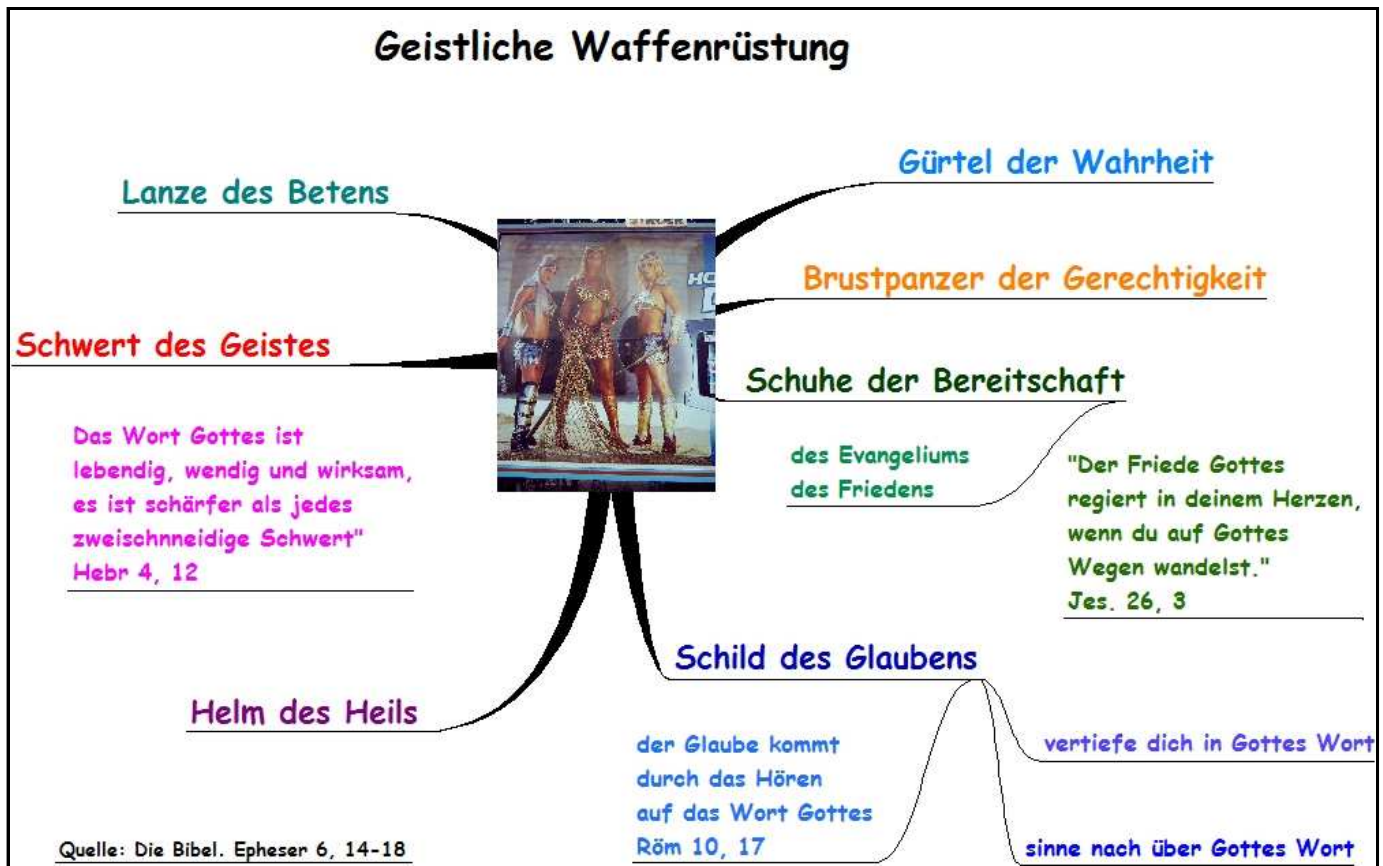 Geistliche Waffenrüstung
Gürtel der Wahrheit
Lanze des Betens
Brustpanzer der Gerechtigkeit
Schwert des Geistes
Schuhe der Bereitschaft
des Evangeliums
des Friedens
"Der Friede Gottes
regiert in deinem Herzen,
wenn du auf Gottes
Wegen wandelst."
Jes. 26, 3
Das Wort Gottes ist
lebendig, wendig und wirksam,
es ist schärfer als jedes
zweischnneidige Schwert"
Hebr 4, 12
Schild des Glaubens
Helm des Heils
der Glaube kommt
durch das Hören
auf das Wort Gottes
Röm 10, 17
vertiefe dich in Gottes Wort
sinne nach über Gottes Wort
Quelle: Die Bibel. Epheser 6, 14-18